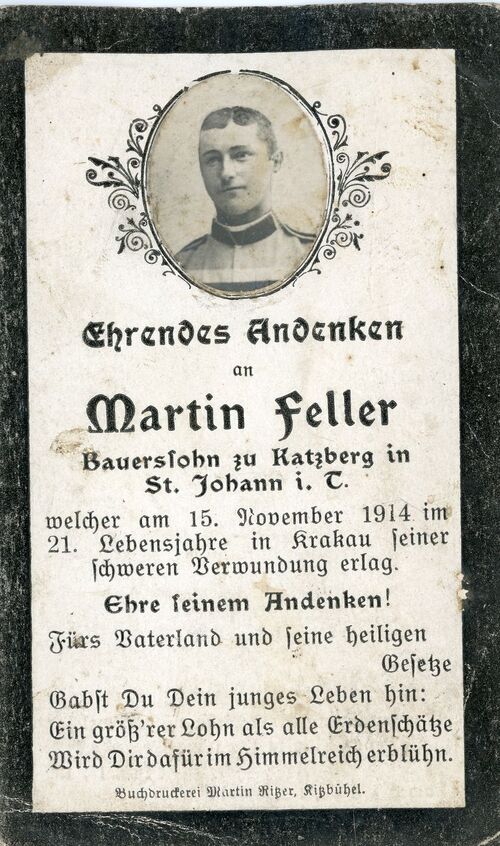 Ehrendes Andenken
an
Martin Feller
Bauerssohn zu Katzberg in
St. Johann i. T.
welcher am 15. November 1914 im
21. Lebensjahre in Krakau seiner
schweren Verwundung erlag.
Ehre seinem Andenken!
Fürs Vaterland und seine heiligen
Gesetze
Gabst Du Dein junges Leben hin:
Ein größ'rer Lohn als alle Erdenschätze
Wird Dir dafür im Himmelreich erblühn.
Buchdruckerei Martin Ritzer, Kitzbühel.